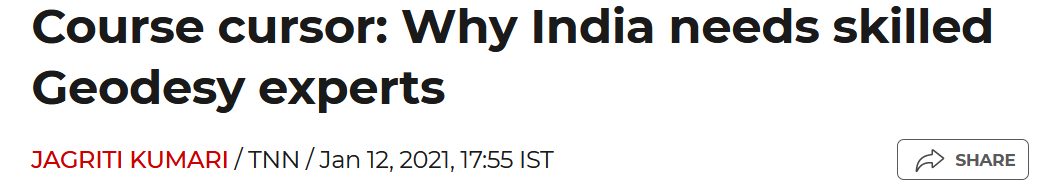 Course cursor: Why India needs skilled
Geodesy experts
JAGRITI KUMARI / TNN / Jan 12, 2021, 17:55 IST
SHARE